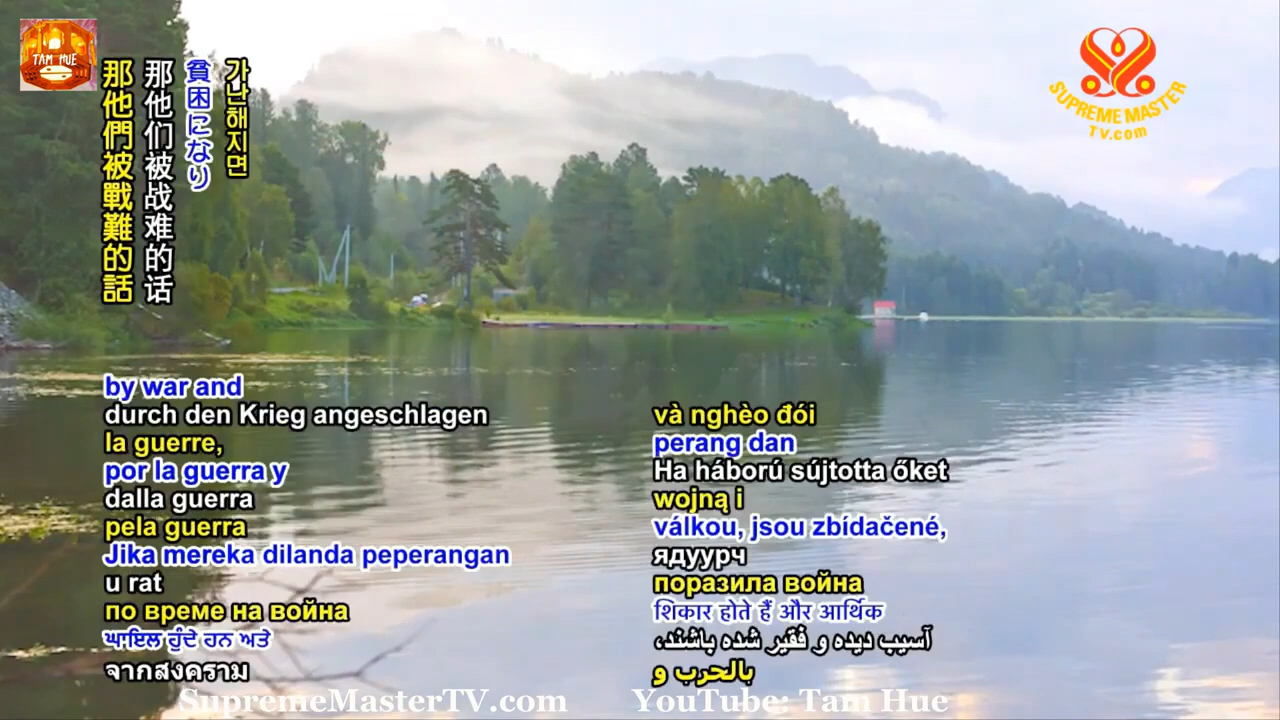 TAM HUE
那他們被戰難的話
那他们被战难的话
貧困になり
가난해지면
SUPREME MASTER
TV.com
by war and
durch den Krieg angeschlagen
la guerre,
por la guerra y
dalla guerra
pela guerra
Jika mereka dilanda peperangan
u rat
по време на война
ਘਾਇਲ ਹੁੰਦੇ ਹਨ ਅਤੇ
จากสงคราม
và nghèo đói
perang dan
Ha háború sújtotta őket
wojną i
válkou, jsou zbídačené,
ядуурч
поразила война
शिकार होते हैं और आर्थिक
آسیب دیده و فقیر شده باشند،
بالحرب و
SupremeMasterTV.com
YouTube: Tam Hue